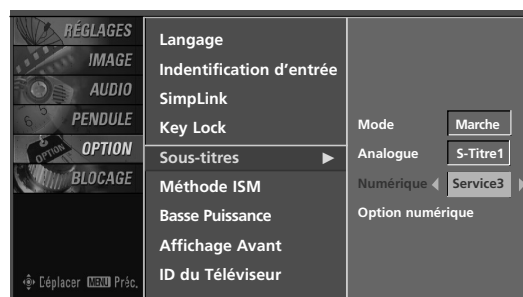 RÉGLAGES
IMAGE
AUDIO
PENDULE
OPTION
BLOCAGE
Déplacer MENU Préc.
Langage
Indentification d'entrée
SimpLink
Key Lock
Sous-titres
Méthode ISM
Basse Puissance
Affichage Avant
ID du Téléviseur
Mode Marche
Analogue S-Titre1
Numérique Service3
Option numérique